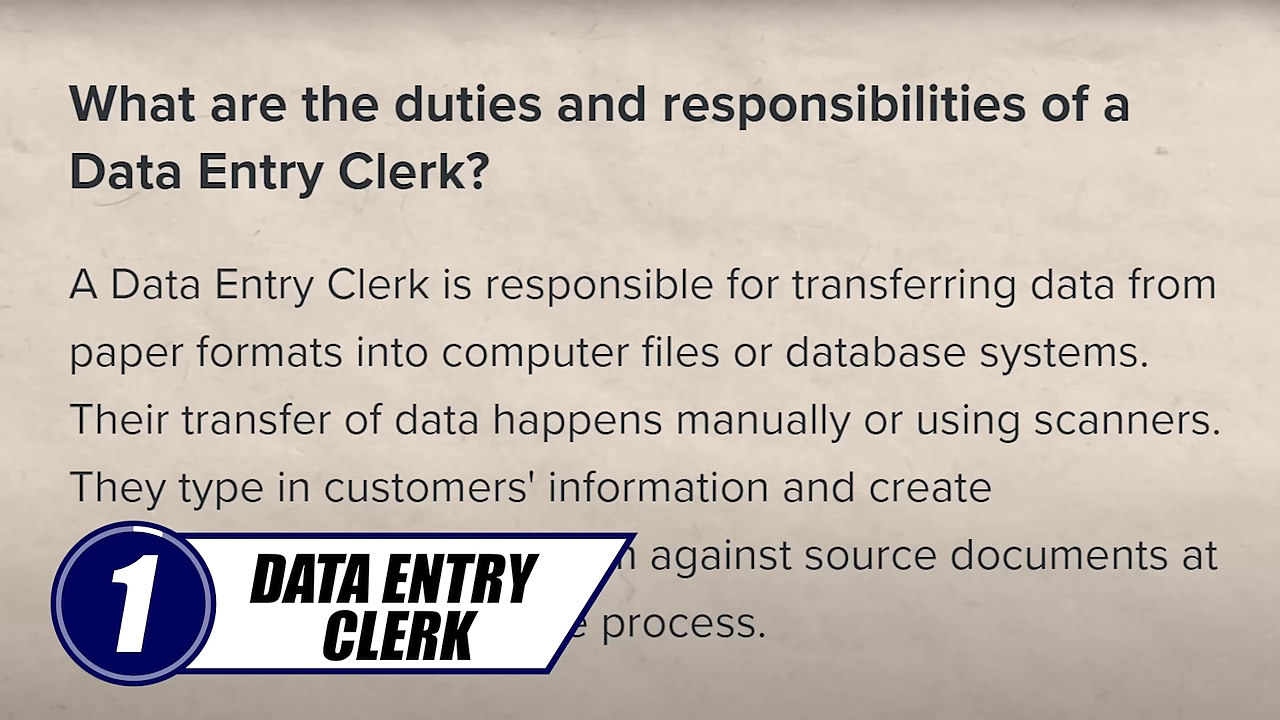 What are the duties and responsibilities of a
Data Entry Clerk?
A Data Entry Clerk is responsible for transferring data from
paper formats into computer files or database systems.
Their transfer of data happens manually or using scanners.
They type in customers' information and create
against source documents at
process.
1
DATA ENTRY
CLERK